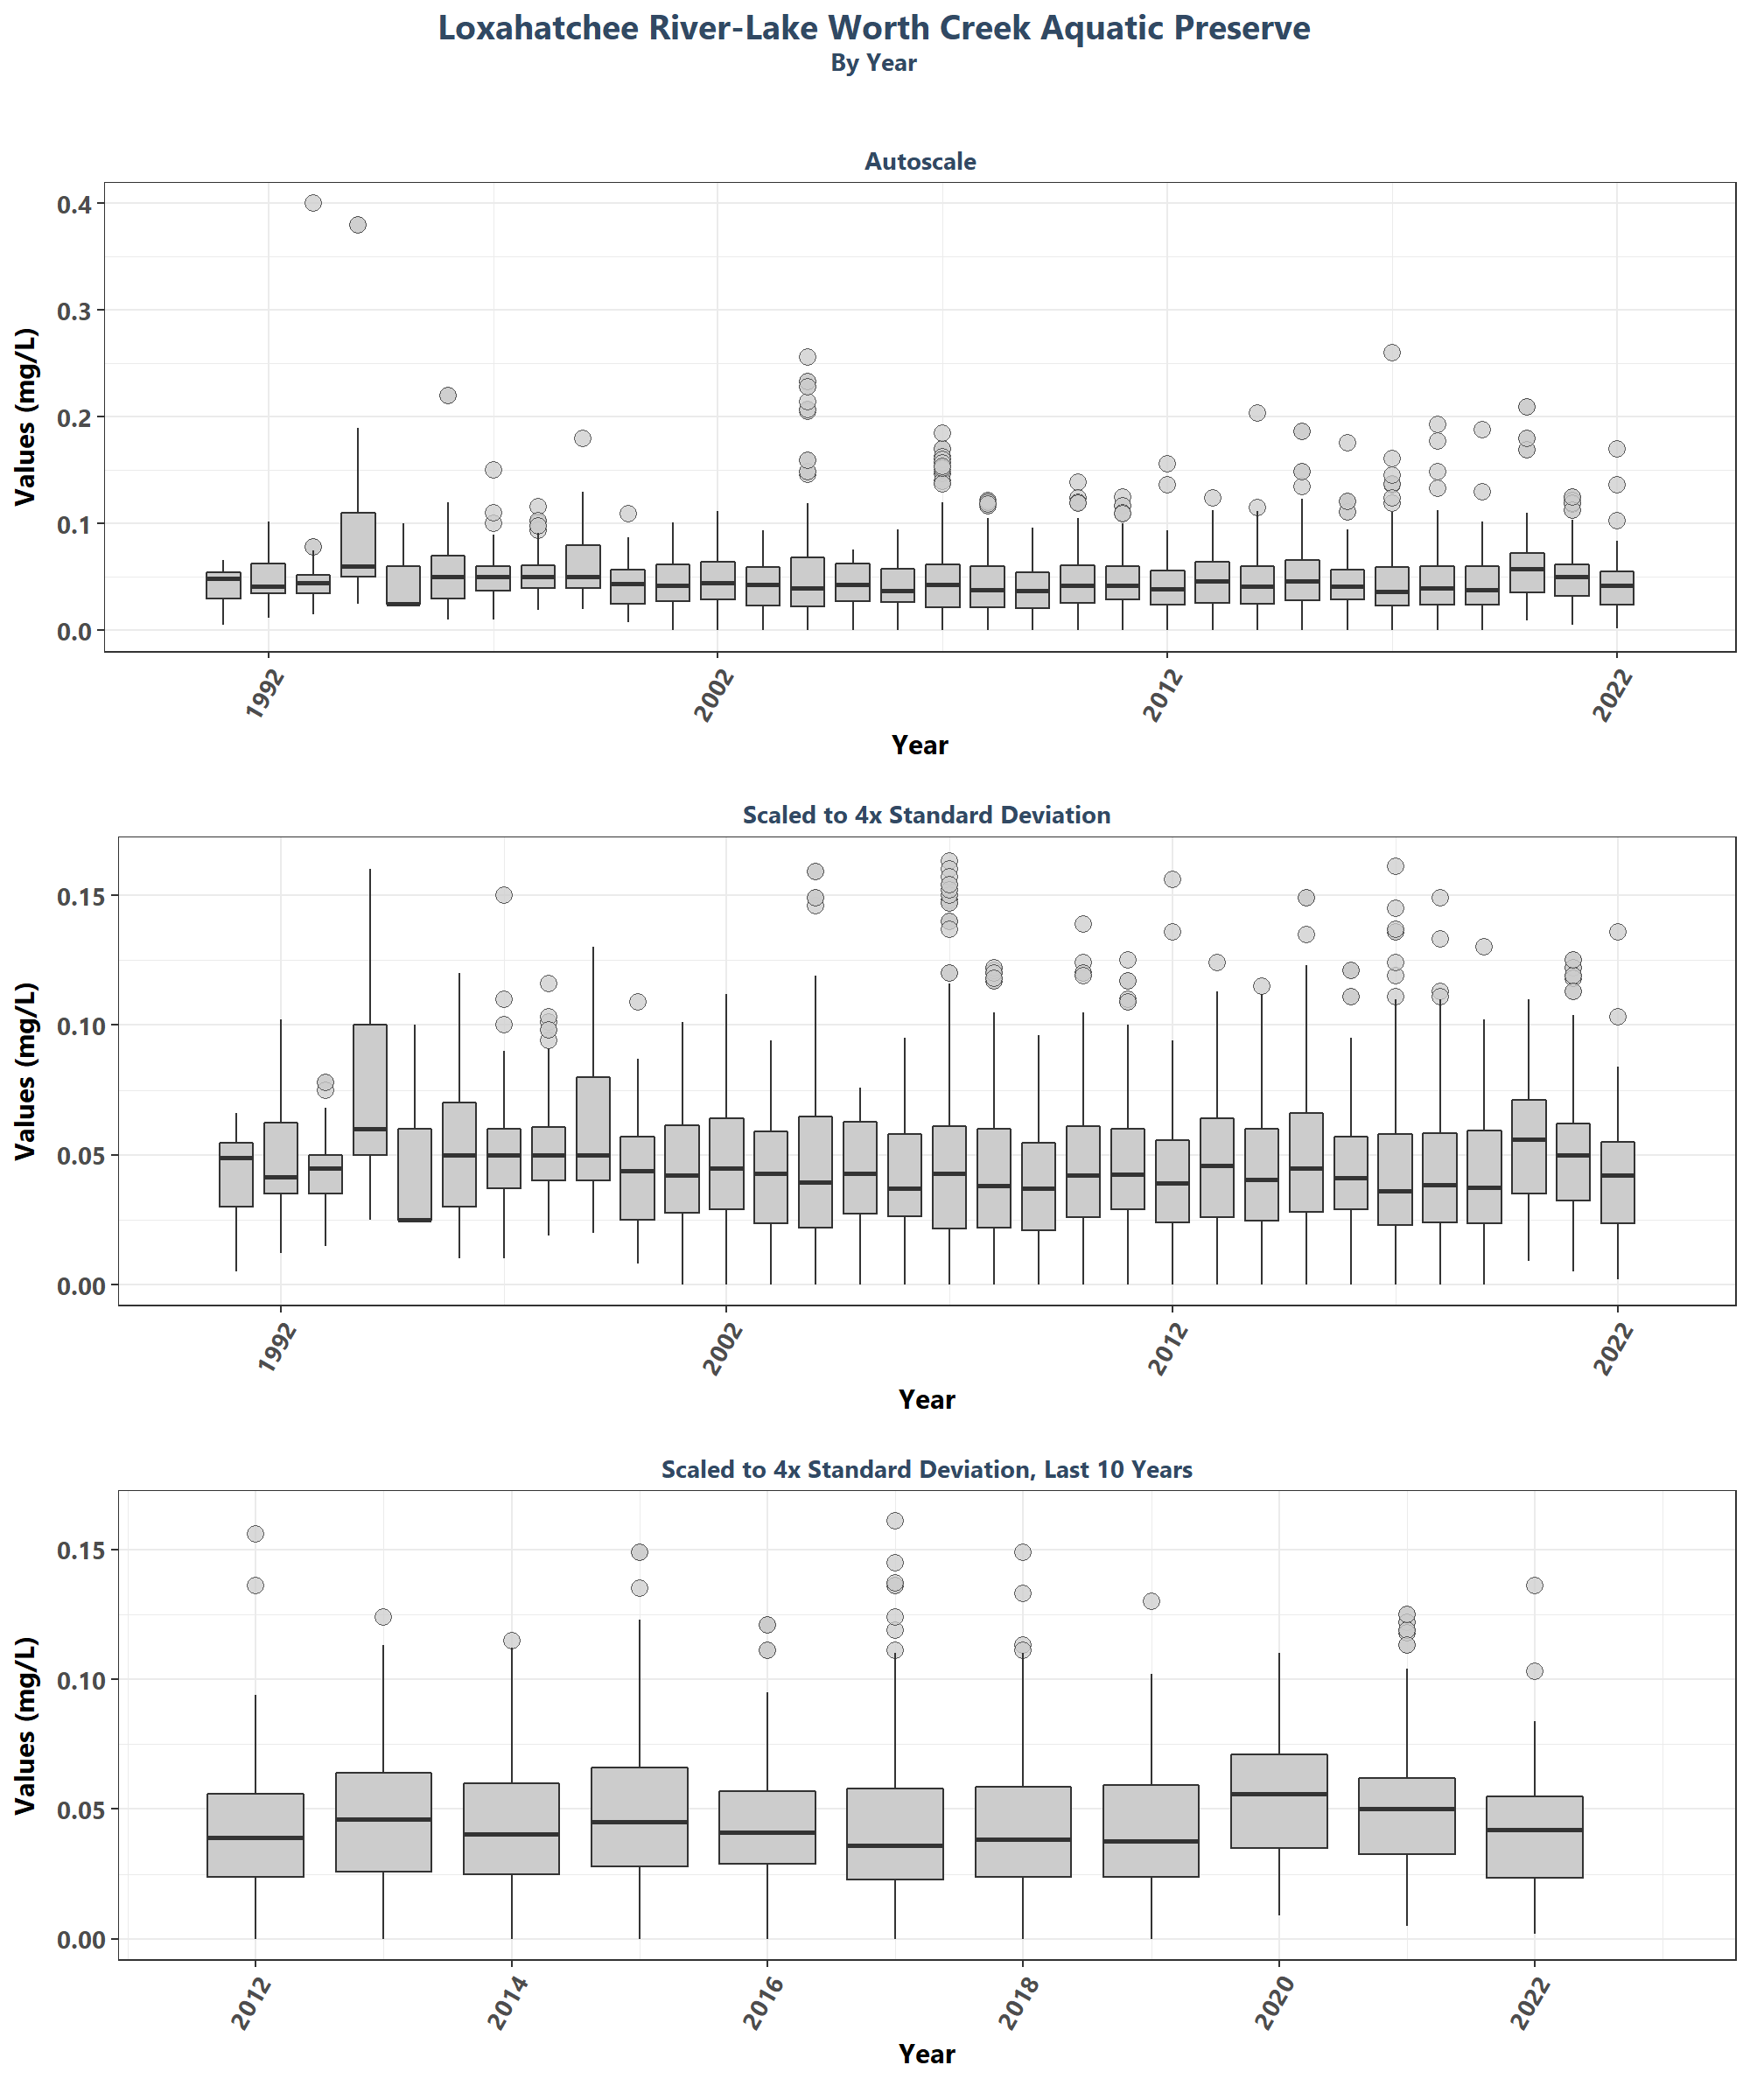 Loxahatchee River-Lake Worth Creek Aquatic Preserve
By Year
Autoscale
Values (mg/L)
0.4
0.3
0.2
0.1
0.0
1992
2002
2012
2022
Year
Scaled to 4x Standard Deviation
Values (mg/L)
0.15
0.10
0.05
0.00
1992
2002
2012
2022
Year
Scaled to 4x Standard Deviation, Last 10 Years
Values (mg/L)
0.15
0.10
0.05
0.00
2012
2014
2016
2018
2020
2022
Year